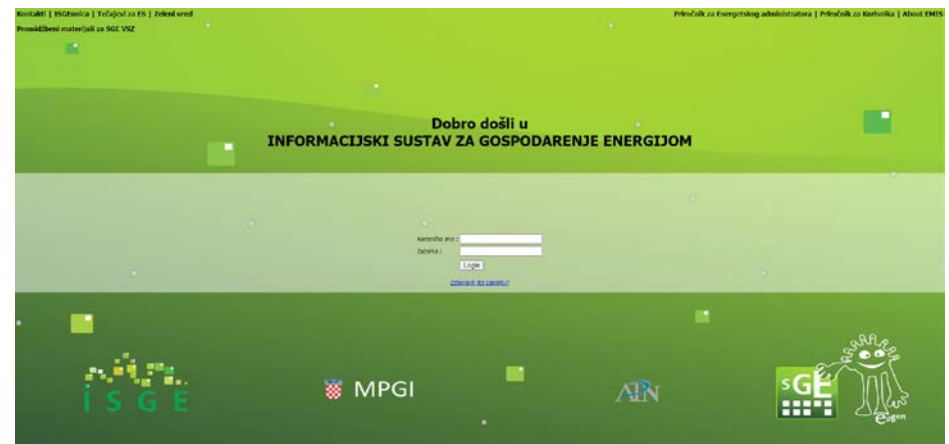 Kontakti | ISGEonica | Tečajevi za ES | Zeleni ured
Priručnik za Energetskog administratora | Priručnik za Korisnika | About EMIS
Promidžbeni materijali za SGE VSZ
Dobro došli u
INFORMACIJSKI SUSTAV ZA GOSPODARENJE ENERGIJOM
Korisničko ime :
Zaporka :
Login
Zaboravili ste zaporku?
iSGE
MPGI
APN
sGE
eugen